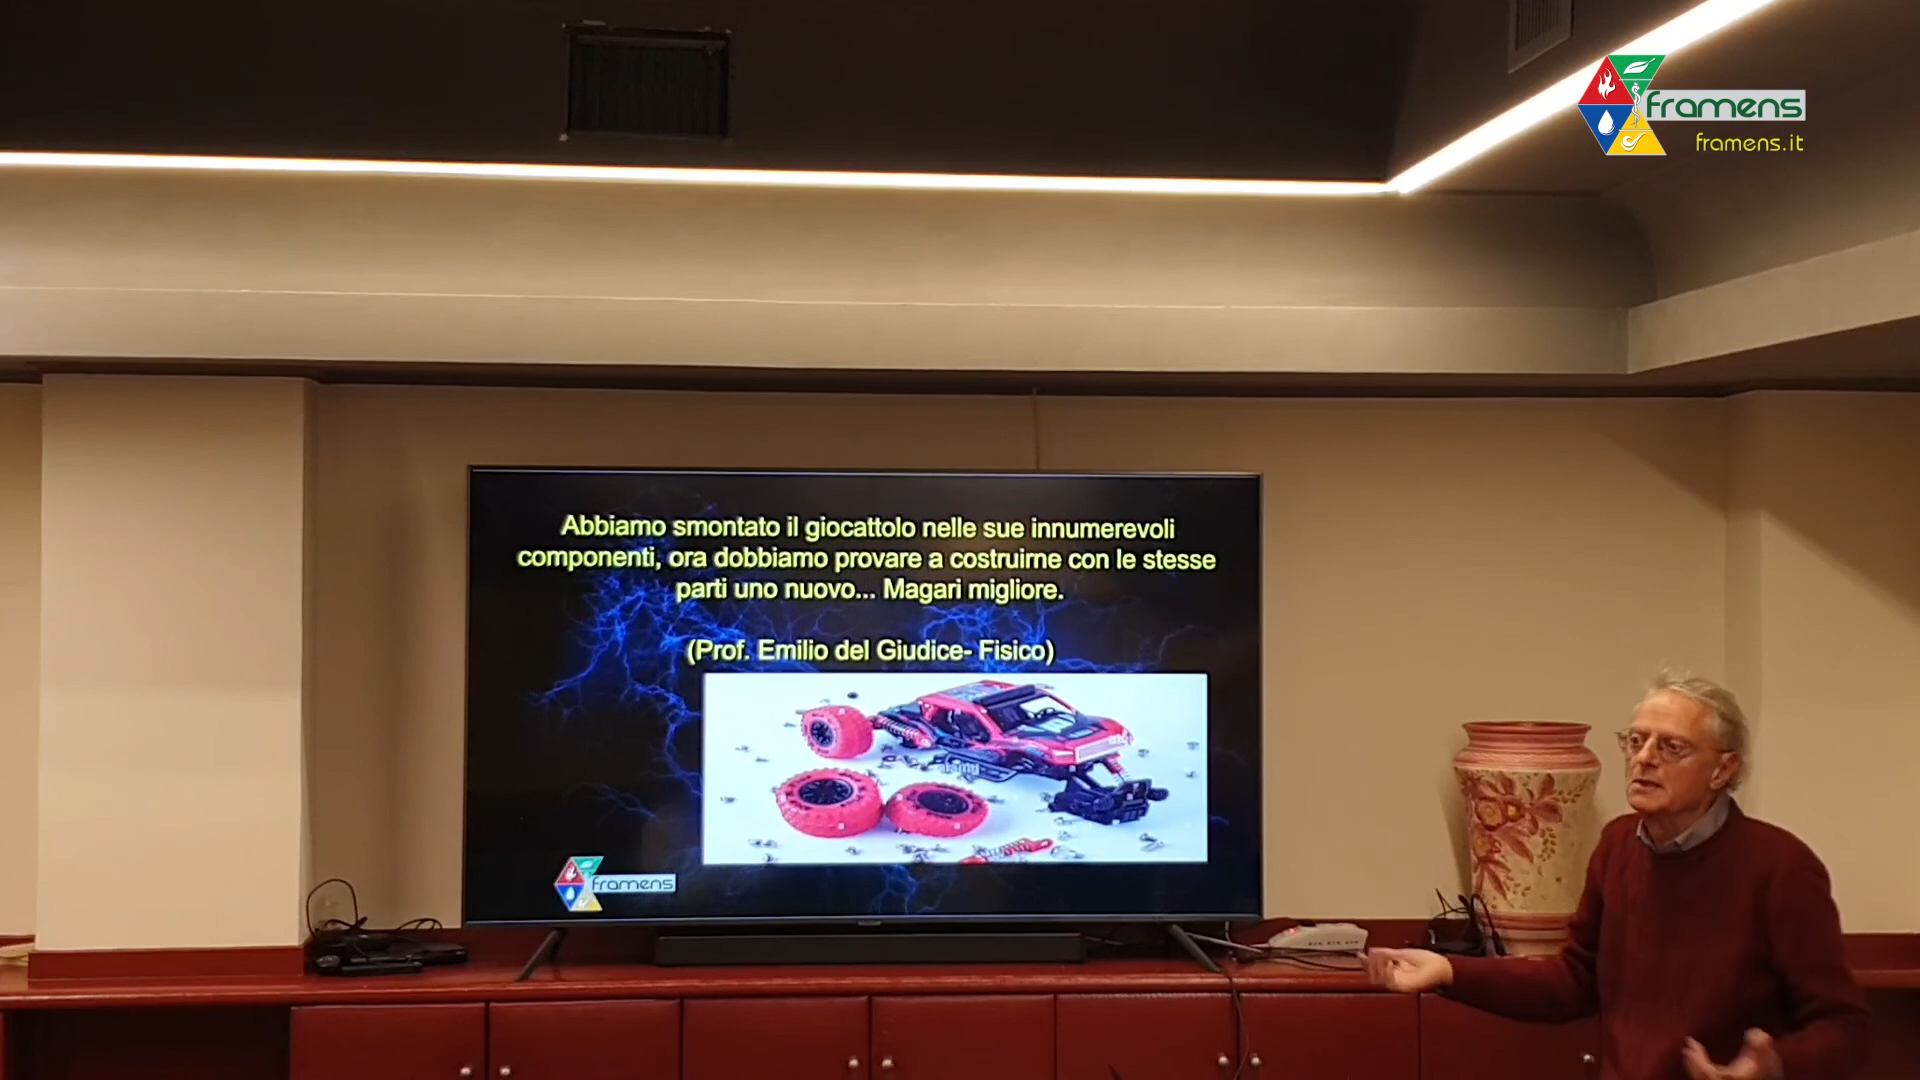 framens
framens.it
Abbiamo smontato il giocattolo nelle sue innumerevoli
componenti, ora dobbiamo provare a costruirne con le stesse
parti uno nuovo... Magari migliore.
(Prof. Emilio del Giudice- Fisico)
alamy
framens